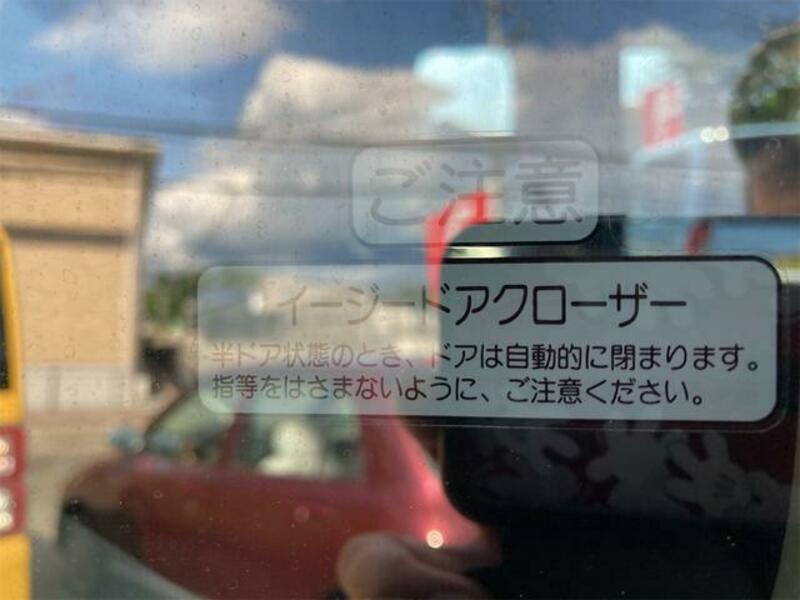 ご注意
イージードアクローザー
半ドア状態のとき、ドアは自動的に閉まります。
指等をはさまないように、ご注意ください。